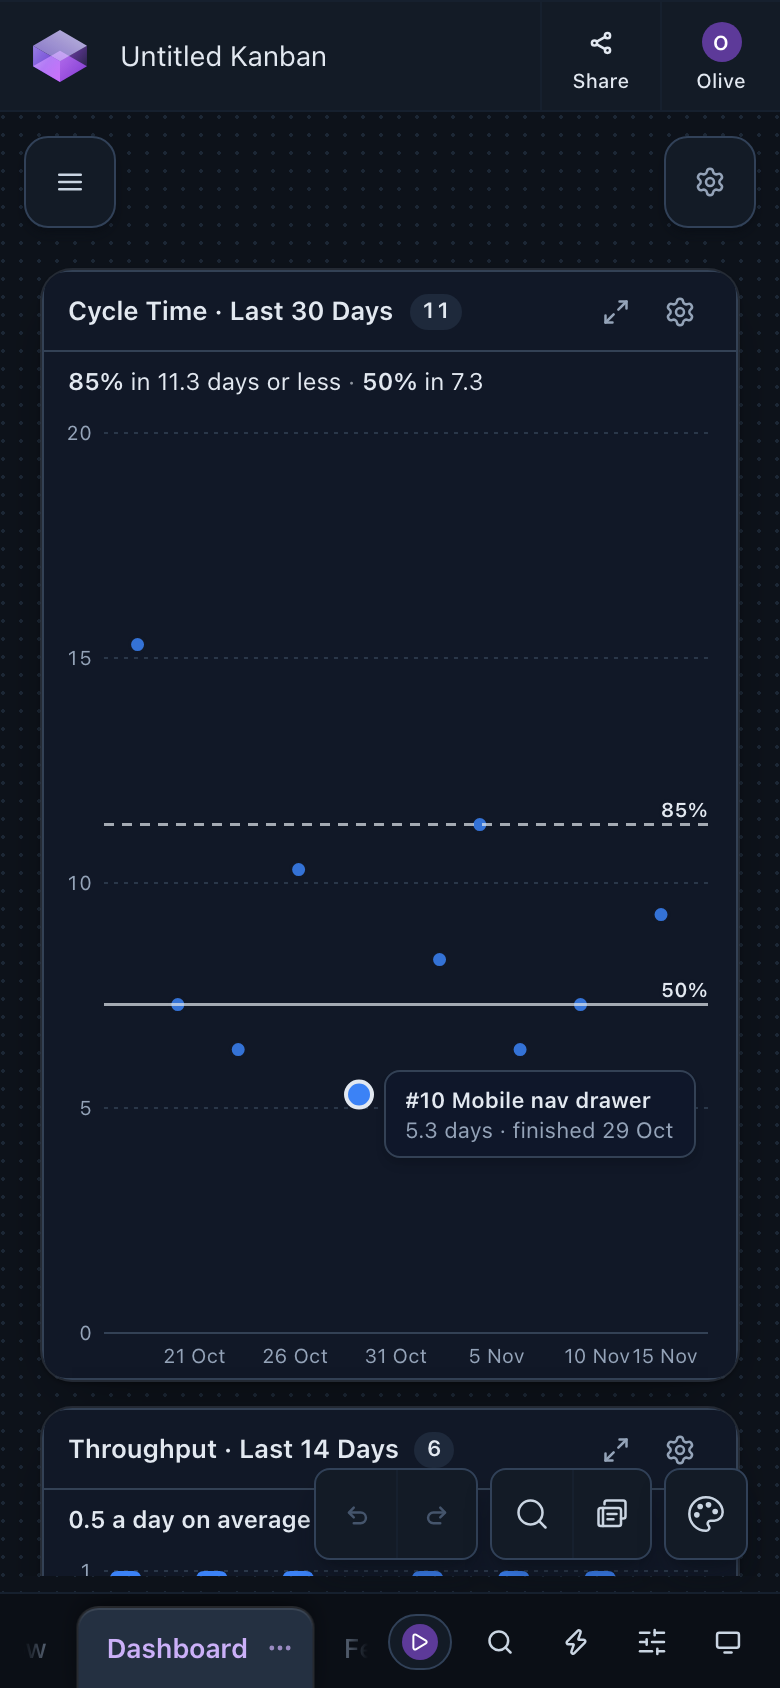 Untitled Kanban
Share
O
Olive
Cycle Time · Last 30 Days 11
85% in 11.3 days or less · 50% in 7.3
20
15
85%
10
50%
#10 Mobile nav drawer
5
5.3 days · finished 29 Oct
0
21 Oct 26 Oct 31 Oct 5 Nov 10 Nov 15 Nov
Throughput · Last 14 Days 6
0.5 a day on average
1
w Dashboard ··· F